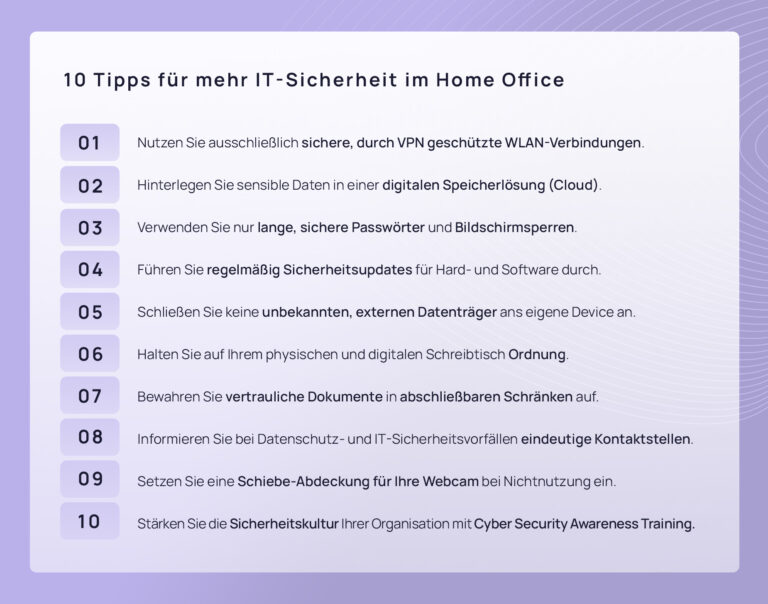 10 Tipps für mehr IT-Sicherheit im Home Office
01 Nutzen Sie ausschließlich sichere, durch VPN geschützte WLAN-Verbindungen.
02 Hinterlegen Sie sensible Daten in einer digitalen Speicherlösung (Cloud).
03 Verwenden Sie nur lange, sichere Passwörter und Bildschirmsperren.
04 Führen Sie regelmäßig Sicherheitsupdates für Hard- und Software durch.
05 Schließen Sie keine unbekannten, externen Datenträger ans eigene Device an.
06 Halten Sie auf Ihrem physischen und digitalen Schreibtisch Ordnung.
07 Bewahren Sie vertrauliche Dokumente in abschließbaren Schränken auf.
08 Informieren Sie bei Datenschutz- und IT-Sicherheitsvorfällen eindeutige Kontaktstellen.
09 Setzen Sie eine Schiebe-Abdeckung für Ihre Webcam bei Nichtnutzung ein.
10 Stärken Sie die Sicherheitskultur Ihrer Organisation mit Cyber Security Awareness Training.